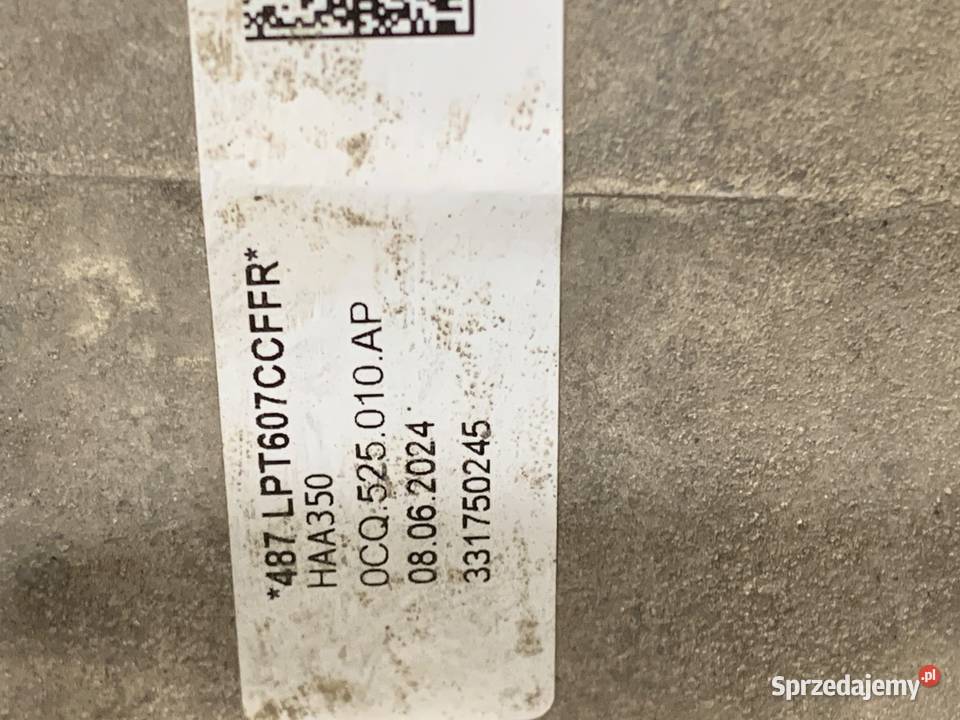 *487 LPT607CCFFR*
HAA350
0CQ.525.010.AP
08.06.2024
331750245
Sprzedajemy.pl